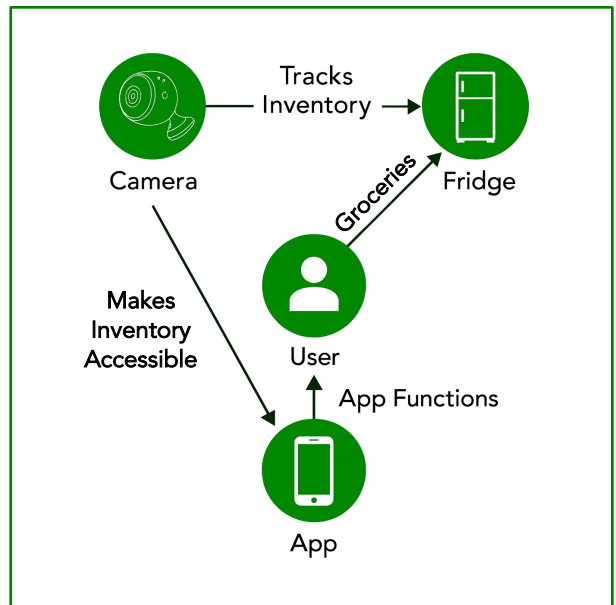 Tracks
Inventory
Camera
Fridge
Groceries
Makes
Inventory
Accessible
User
App Functions
App